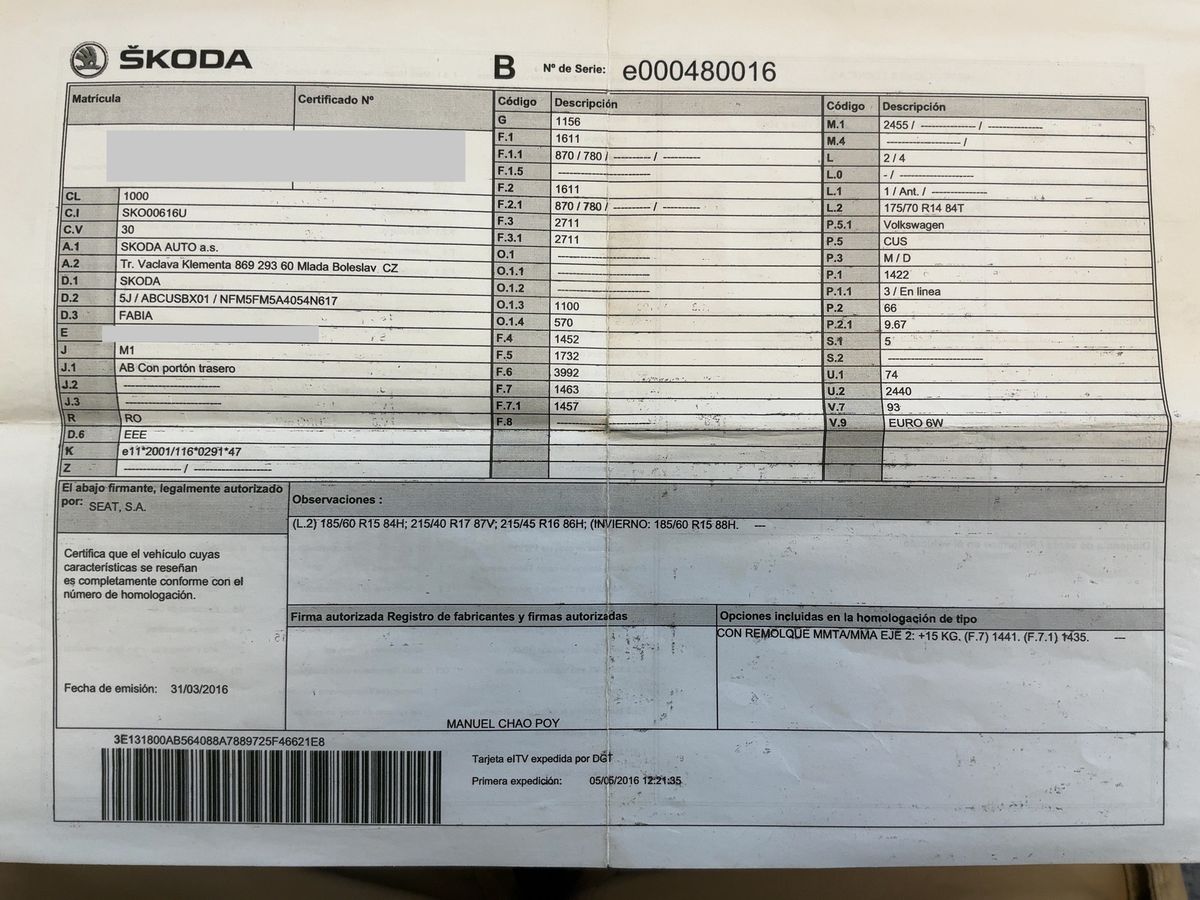 ŠKODA
B Nº de Serie: e000480016
Matrícula Certificado Nº
CL 1000
C.I SKO00616U
C.V 30
A.1 SKODA AUTO a.s.
A.2 Tr. Vaclava Klementa 869 293 60 Mlada Boleslav CZ
D.1 SKODA
D.2 5J / ABCUSBX01 / NFM5FM5A4054N617
D.3 FABIA
E
J M1
J.1 AB Con portón trasero
J.2 --------------------
J.3 --------------------
R RO
D.6 EEE
K e11*2001/116*0291*47
Z ------------ / ----------------
Código Descripción
G 1156
F.1 1611
F.1.1 870 / 780 / -------- / --------
F.1.5 --------------------
F.2 1611
F.2.1 870 / 780 / -------- / --------
F.3 2711
F.3.1 2711
O.1 --------------------
O.1.1 --------------------
O.1.2 --------------------
O.1.3 1100
O.1.4 570
F.4 1452
F.5 1732
F.6 3992
F.7 1463
F.7.1 1457
F.8 --------------------
Código Descripción
M.1 2455 / ------------ / ------------
M.4 ---------------- /
L 2 / 4
L.0 - / ----------------
L.1 1 / Ant. / ------------
L.2 175/70 R14 84T
P.5.1 Volkswagen
P.5 CUS
P.3 M / D
P.1 1422
P.1.1 3 / En linea
P.2 66
P.2.1 9.67
S.1 5
S.2 --------------------
U.1 74
U.2 2440
V.7 93
V.9 EURO 6W
El abajo firmante, legalmente autorizado
por: SEAT, S.A.
Certifica que el vehículo cuyas
características se reseñan
es completamente conforme con el
número de homologación.
Fecha de emisión: 31/03/2016
Observaciones :
(L.2) 185/60 R15 84H; 215/40 R17 87V; 215/45 R16 86H; (INVIERNO: 185/60 R15 88H. ---
Firma autorizada Registro de fabricantes y firmas autorizadas
MANUEL CHAO POY
Opciones incluidas en la homologación de tipo
CON REMOLQUE MMTA/MMA EJE 2: +15 KG. (F.7) 1441. (F.7.1) 1435. ---
3E131800AB564088A7889725F46621E8
Tarjeta eITV expedida por DGT
Primera expedición: 05/05/2016 12:21:35